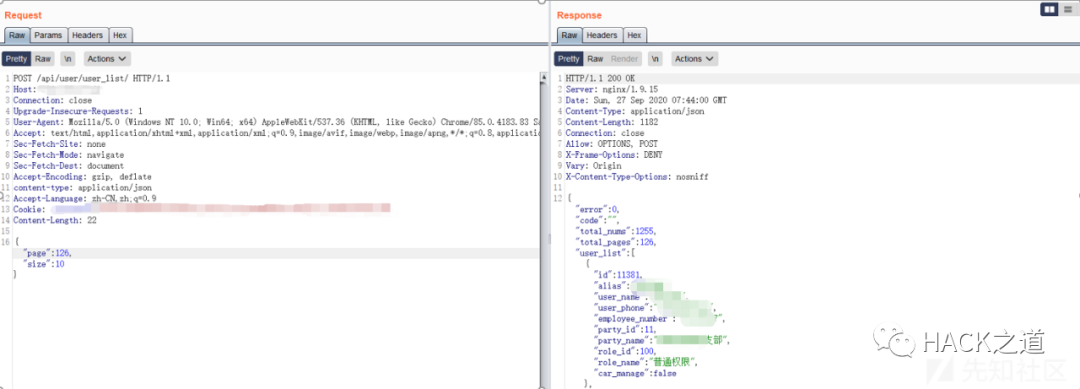 Request
Raw Params Headers Hex
Pretty Raw \n Actions
1 POST /api/user/user_list/ HTTP/1.1
2 Host:
3 Connection: close
4 Upgrade-Insecure-Requests: 1
5 User-Agent: Mozilla/5.0 (Windows NT 10.0; Win64; x64) AppleWebKit/537.36 (KHTML, like Gecko) Chrome/85.0.4183.83 Sa
6 Accept: text/html,application/xhtml+xml,application/xml;q=0.9,image/avif,image/webp,image/apng,*/*;q=0.8,applicatio
7 Sec-Fetch-Site: none
8 Sec-Fetch-Mode: navigate
9 Sec-Fetch-Dest: document
10 Accept-Encoding: gzip, deflate
11 content-type: application/json
12 Accept-Language: zh-CN,zh;q=0.9
13 Cookie:
14 Content-Length: 22
15
16 {
"page":126,
"size":10
}
Response
Raw Headers Hex
Pretty Raw Render \n Actions
1 HTTP/1.1 200 OK
2 Server: nginx/1.9.15
3 Date: Sun, 27 Sep 2020 07:44:00 GMT
4 Content-Type: application/json
5 Content-Length: 1182
6 Connection: close
7 Allow: OPTIONS, POST
8 X-Frame-Options: DENY
9 Vary: Origin
10 X-Content-Type-Options: nosniff
11
12 {
"error":0,
"code":"",
"total_nums":1255,
"total_pages":126,
"user_list":[
{
"id":11381,
"alias":
"user_name":
"user_phone":
"employee_number":
"party_id":11,
"party_name":" 支部",
"role_id":100,
"role_name":"普通权限",
"car_manage":false
},
HACK之道
先知社区